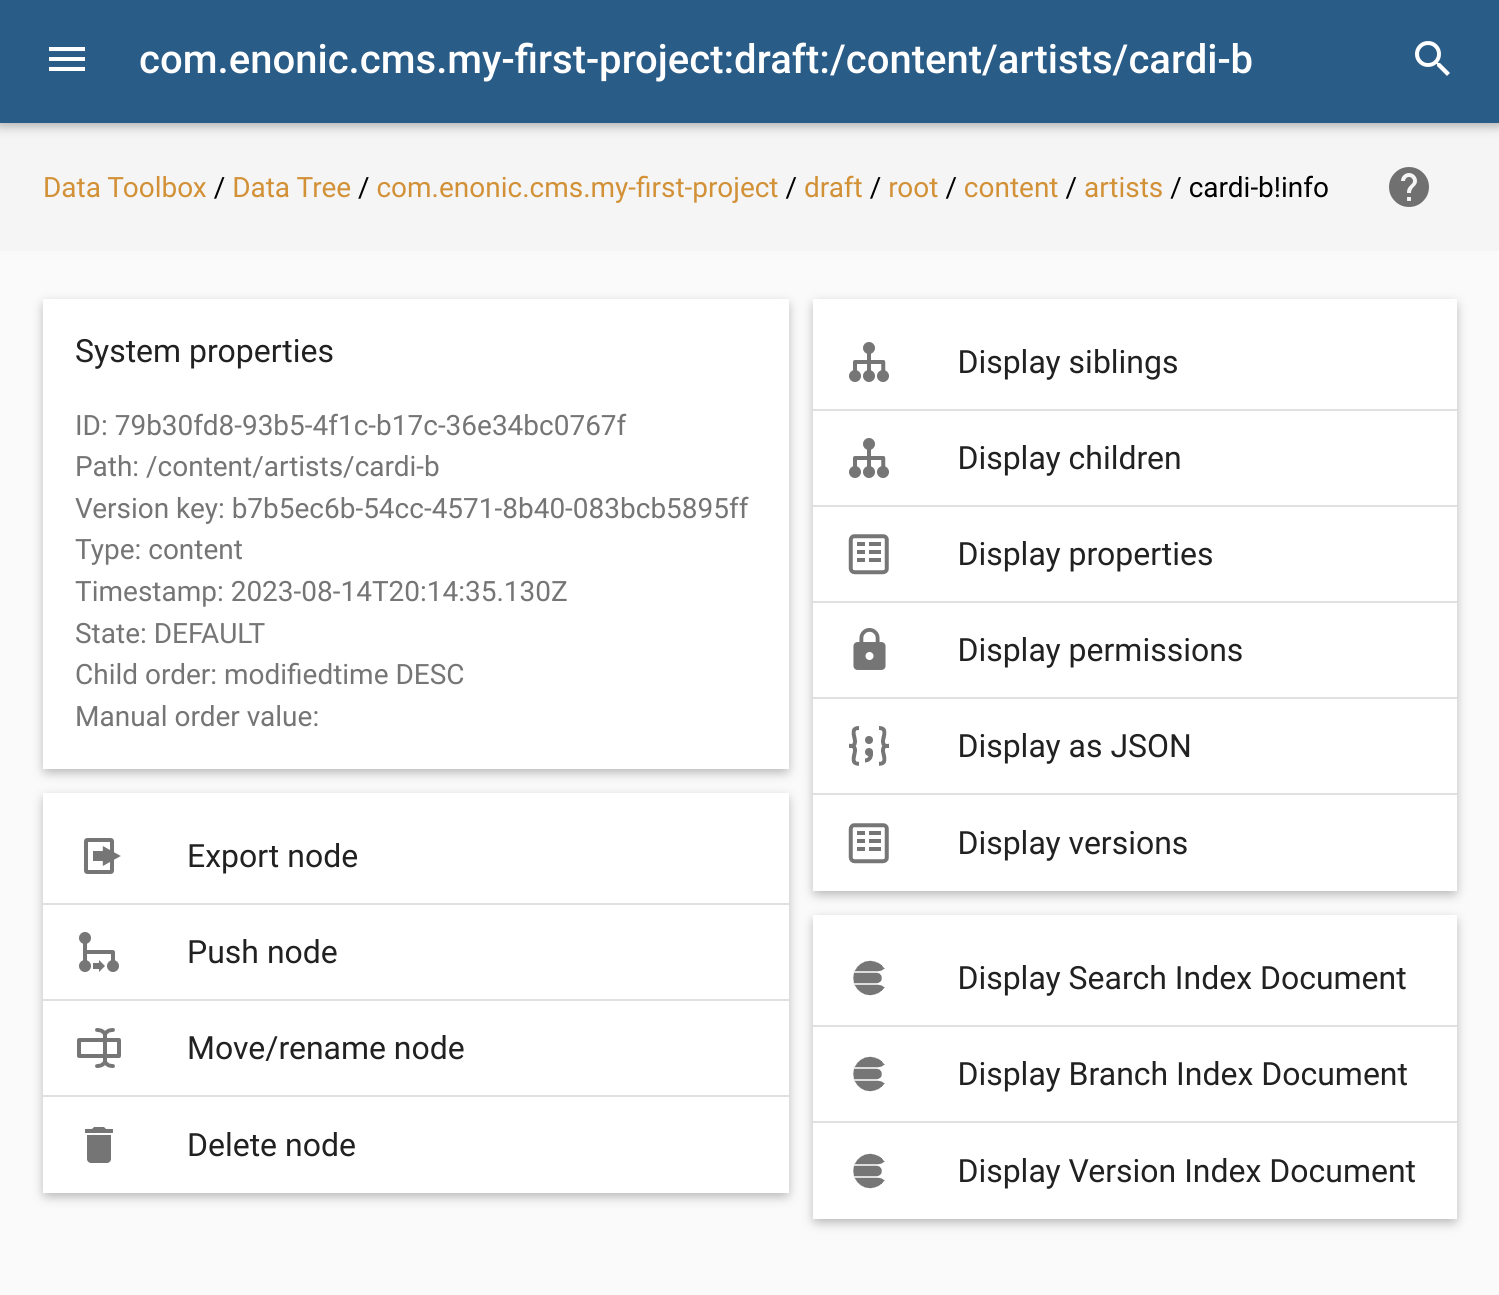 com.enonic.cms.my-first-project:draft:/content/artists/cardi-b
Data Toolbox / Data Tree / com.enonic.cms.my-first-project / draft / root / content / artists / cardi-b!info
System properties
ID: 79b30fd8-93b5-4f1c-b17c-36e34bc0767f
Path: /content/artists/cardi-b
Version key: b7b5ec6b-54cc-4571-8b40-083bcb5895ff
Type: content
Timestamp: 2023-08-14T20:14:35.130Z
State: DEFAULT
Child order: modifiedtime DESC
Manual order value:
Export node
Push node
Move/rename node
Delete node
Display siblings
Display children
Display properties
Display permissions
Display as JSON
Display versions
Display Search Index Document
Display Branch Index Document
Display Version Index Document